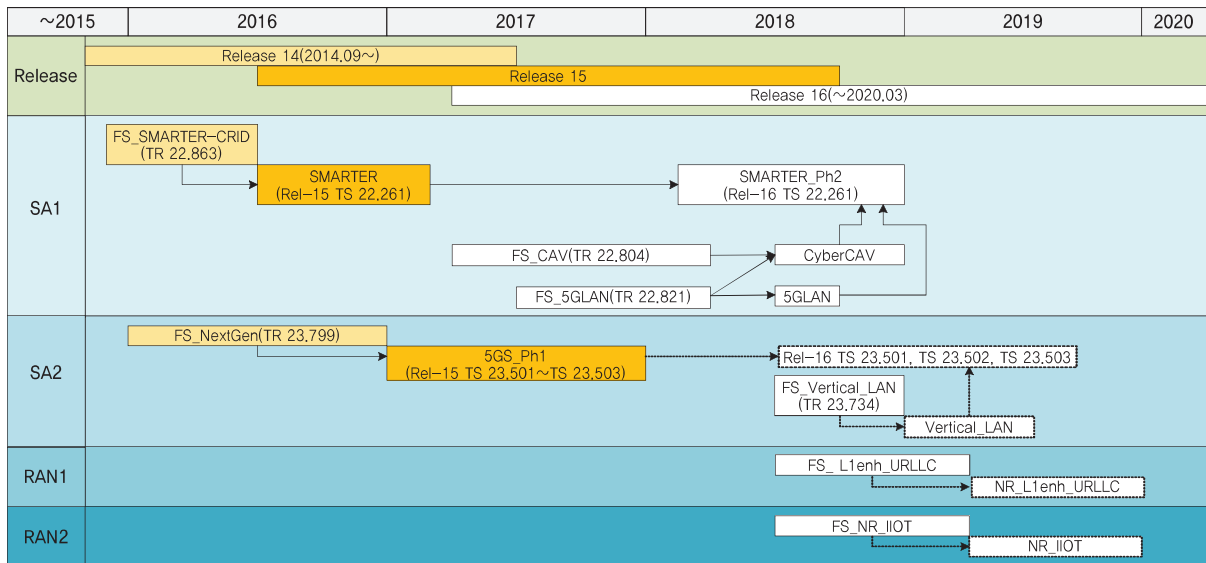 ~2015 2016 2017 2018 2019 2020
Release
Release 14(2014.09~)
Release 15
Release 16(~2020.03)
SA1
FS_SMARTER-CRID
(TR 22.863)
SMARTER
(Rel-15 TS 22.261)
SMARTER_Ph2
(Rel-16 TS 22.261)
FS_CAV(TR 22.804)
CyberCAV
FS_5GLAN(TR 22.821)
5GLAN
SA2
FS_NextGen(TR 23.799)
5GS_Ph1
(Rel-15 TS 23.501~TS 23.503)
Rel-16 TS 23.501, TS 23.502, TS 23.503
FS_Vertical_LAN
(TR 23.734)
Vertical_LAN
RAN1
FS_ L1enh_URLLC
NR_L1enh_URLLC
RAN2
FS_NR_IIOT
NR_IIOT